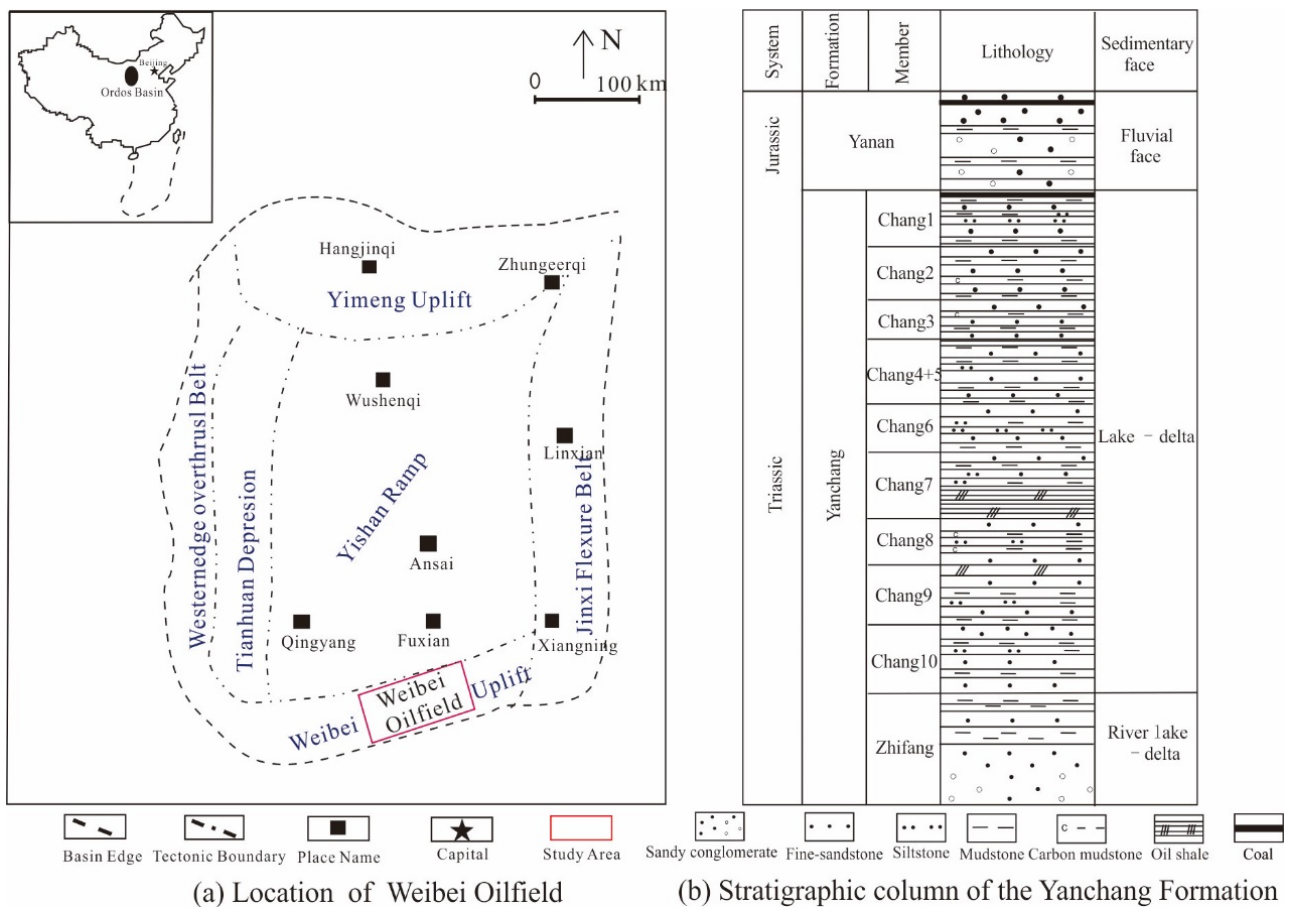 Beijing
Ordos Basin
N
0
100 km
Hangjinqi
Zhungeerqi
Yimeng Uplift
Wushenqi
Linxian
Westernedge overthrusl Belt
Tianhuan Depresion
Yishan Ramp
Jinxi Flexure Belt
Ansai
Qingyang
Fuxian
Xiangning
Weibei
Weibei
Oilfield
Uplift
Basin Edge
Tectonic Boundary
Place Name
Capital
Study Area
(a) Location of Weibei Oilfield
System
Formation
Member
Lithology
Sedimentary
face
Jurassic
Yanan
Fluvial
face
Triassic
Yanchang
Chang1
Chang2
Chang3
Chang4+5
Chang6
Chang7
Chang8
Chang9
Chang10
Lake - delta
Zhifang
River lake
- delta
c
c
c
c
c
Sandy conglomerate
Fine-sandstone
Siltstone
Mudstone
Carbon mudstone
Oil shale
Coal
(b) Stratigraphic column of the Yanchang Formation